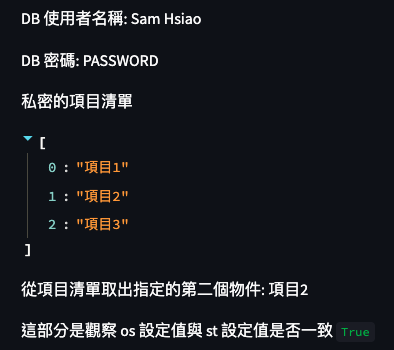 DB 使用者名稱: Sam Hsiao
DB 密碼: PASSWORD
私密的項目清單
[
0 : "項目1"
1 : "項目2"
2 : "項目3"
]
從項目清單取出指定的第二個物件: 項目2
這部分是觀察 os 設定值與 st 設定值是否一致 True